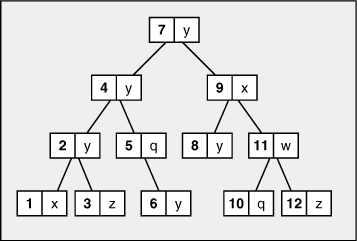 7 y
4 y 9 x
2 y 5 q 8 y 11 w
1 x 3 z 6 y 10 q 12 z